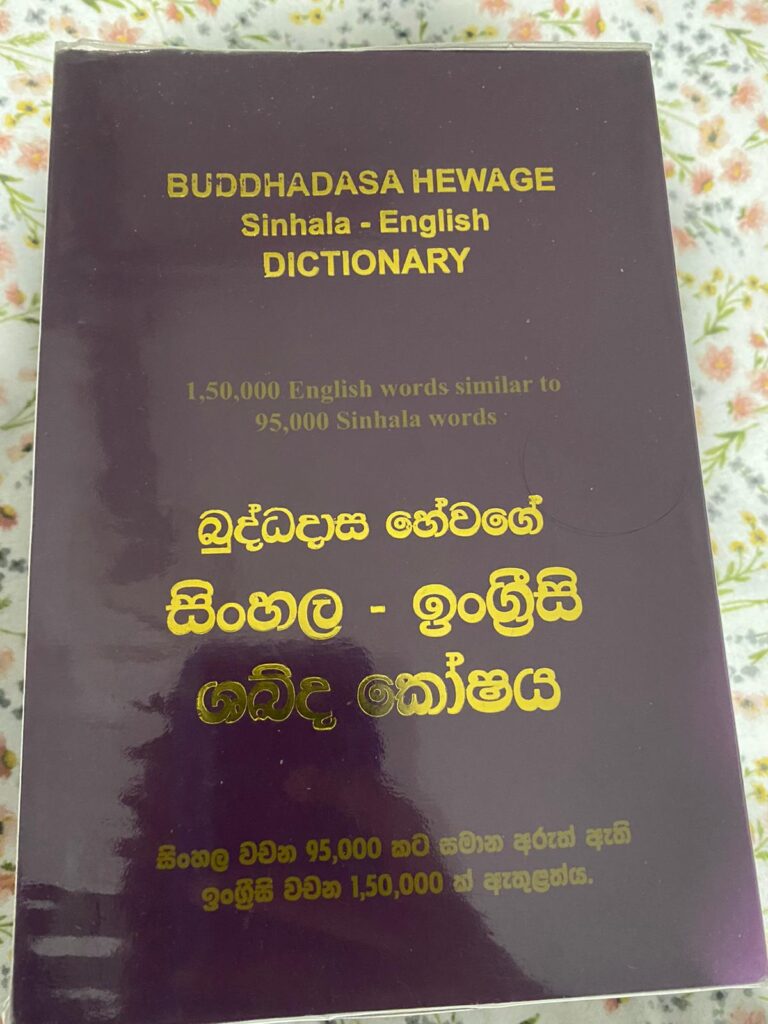 BUDDHADASA HEWAGE
Sinhala - English
DICTIONARY
1,50,000 English words similar to
95,000 Sinhala words
බුද්ධදාස හේවගේ
සිංහල - ඉංග්‍රීසි
ශබ්ද කෝෂය
සිංහල වචන 95,000 කට සමාන අරුත් ඇති
ඉංග්‍රීසි වචන 1,50,000 ක් ඇතුළත්ය.